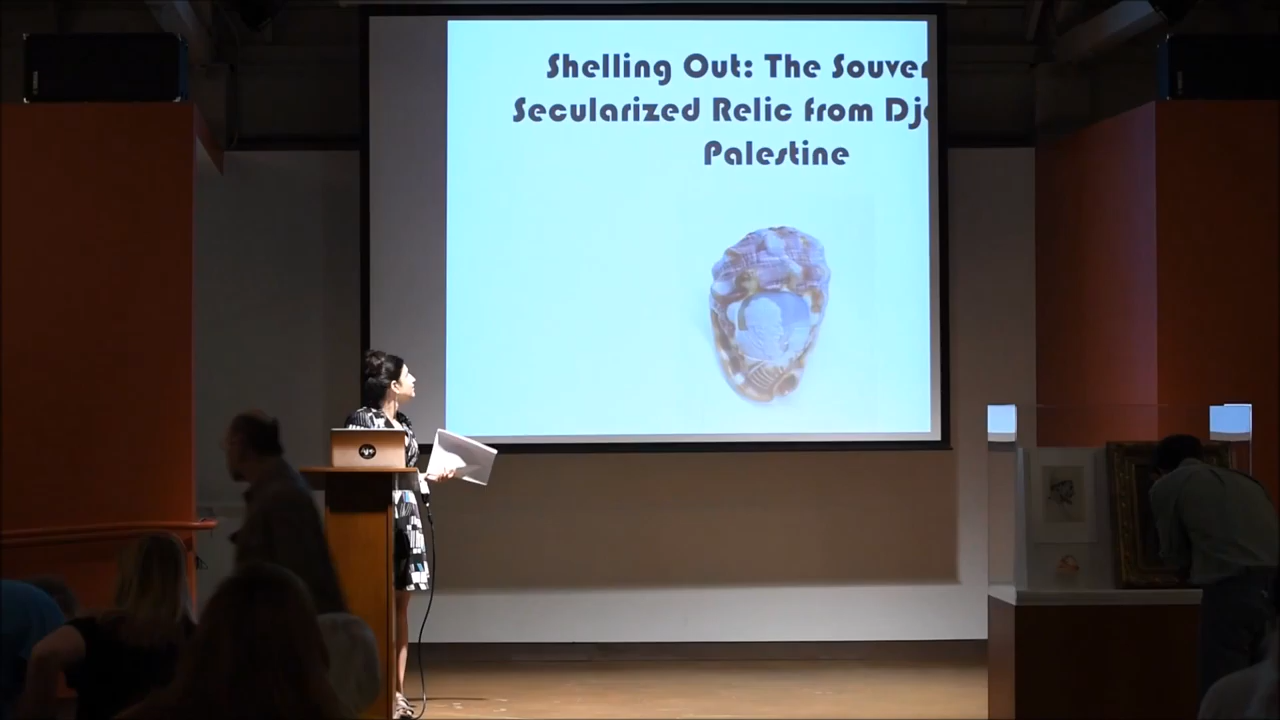 Shelling Out: The Souve
Secularized Relic from Dj
Palestine